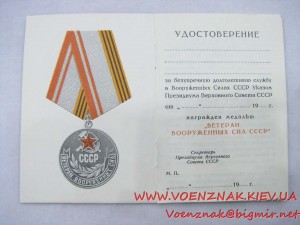 УДОСТОВЕРЕНИЕ
за безупречную долголетнюю службу
в Вооруженных Силах СССР Указом
Президиума Верховного Совета СССР
от „ “ 19 г.
награжден медалью
„ВЕТЕРАН
ВООРУЖЕННЫХ СИЛ СССР“
Секретарь
Президиума Верховного
Совета СССР
М. П.
„ “ 19 г.
СССР
ВЕТЕРАН ВООРУЖЕННЫХ СИЛ
WWW.VOENZNAK.KIEV.UA
Voenznak@bigmir.net